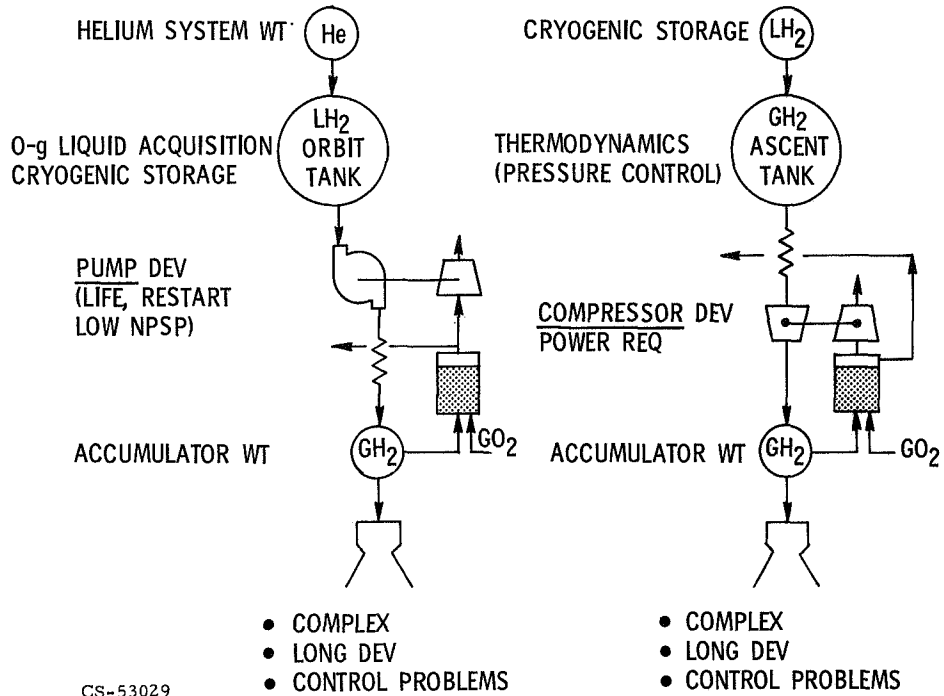 HELIUM SYSTEM WT
He
LH2
ORBIT
TANK
O-g LIQUID ACQUISITION
CRYOGENIC STORAGE
PUMP DEV
(LIFE, RESTART
LOW NPSP)
ACCUMULATOR WT
GH2
GO2
• COMPLEX
• LONG DEV
• CONTROL PROBLEMS
CRYOGENIC STORAGE
LH2
GH2
ASCENT
TANK
THERMODYNAMICS
(PRESSURE CONTROL)
COMPRESSOR DEV
POWER REQ
ACCUMULATOR WT
GH2
GO2
• COMPLEX
• LONG DEV
• CONTROL PROBLEMS
CS-53029